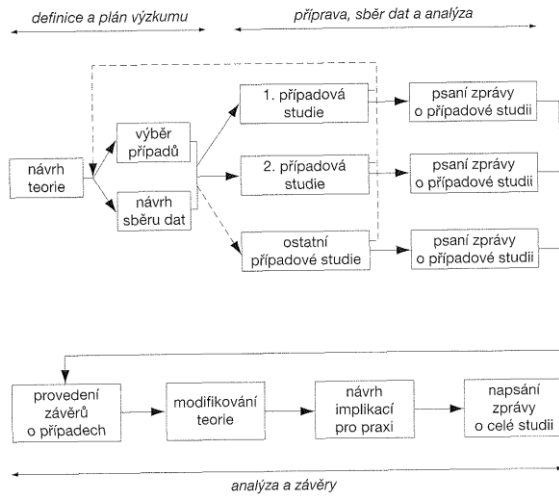 definice a plán výzkumu
příprava, sběr dat a analýza
návrh
teorie
výběr
případů
návrh
sběru dat
1. případová
studie
psaní zprávy
o případové studii
2. případová
studie
psaní zprávy
o případové studii
ostatní
případové studie
psaní zprávy
o případové studii
provedení
závěrů
o případech
modifikování
teorie
návrh
implikací
pro praxi
napsání
zprávy
o celé studii
analýza a závěry